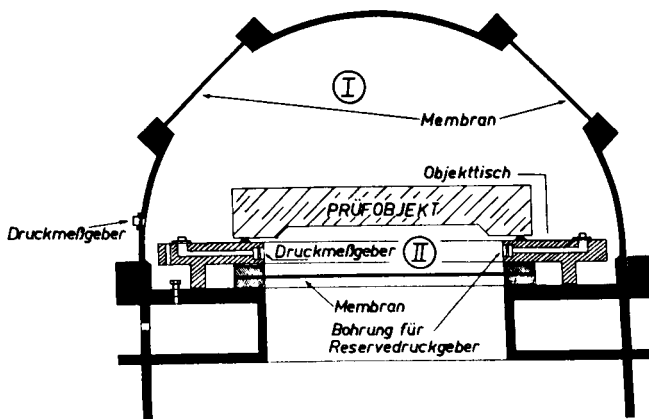 I
Membran
Objekttisch
PRÜFOBJEKT
Druckmeßgeber
Druckmeßgeber
II
Membran
Bohrung für
Reservedruckgeber